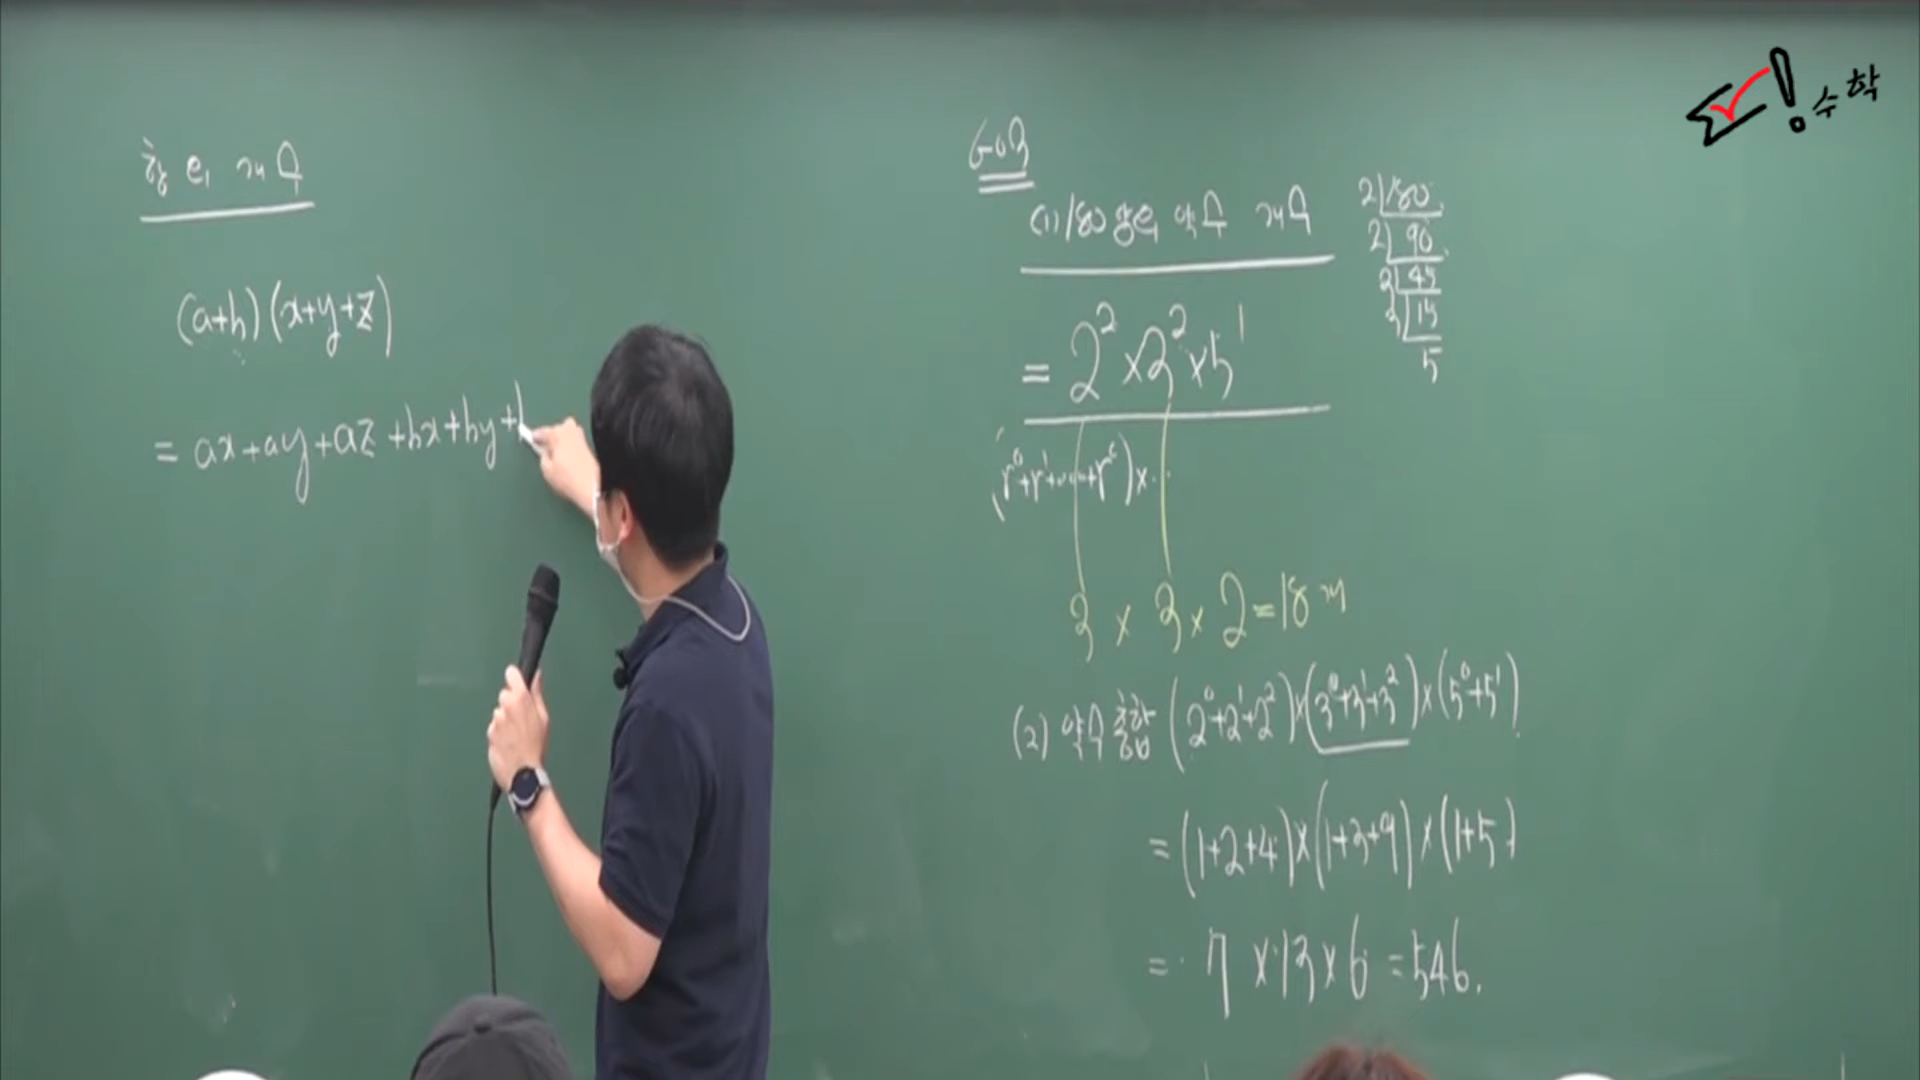 항의 개수
(a+b)(x+y+z)
= ax+ay+az+bx+by+b
603
(1) 180 양의 약수 개수
= 2² × 3² × 5¹
2|180
2|90
3|45
3|15
5
3 × 3 × 2 = 18개
(2) 약수 총합 (2⁰+2¹+2²)×(3⁰+3¹+3²)×(5⁰+5¹)
= (1+2+4)×(1+3+9)×(1+5)
= 7 × 13 × 6 = 546.
수학